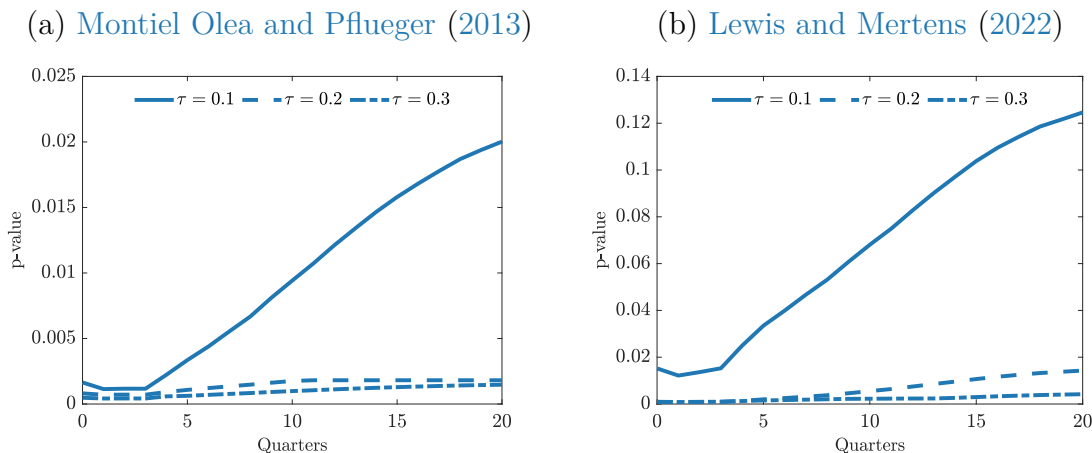 (a) Montiel Olea and Pflueger (2013)
0.025
0.02
0.015
0.01
0.005
0
p-value
τ = 0.1 τ = 0.2 τ = 0.3
0 5 10 15 20
Quarters
(b) Lewis and Mertens (2022)
0.14
0.12
0.1
0.08
0.06
0.04
0.02
0
p-value
τ = 0.1 τ = 0.2 τ = 0.3
0 5 10 15 20
Quarters